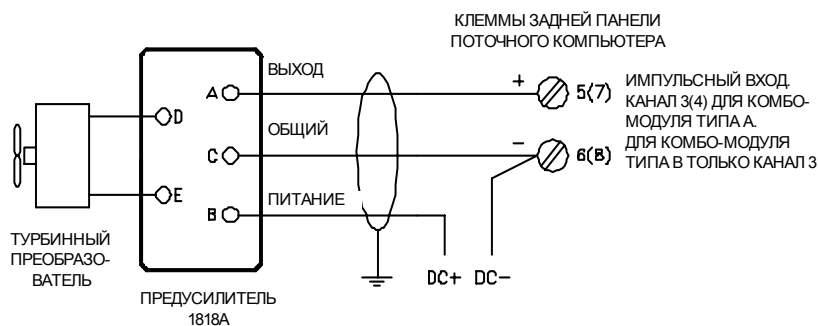 КЛЕММЫ ЗАДНЕЙ ПАНЕЛИ
ПОТОЧНОГО КОМПЬЮТЕРА
ВЫХОД
A
+
5(7)
ИМПУЛЬСНЫЙ ВХОД.
КАНАЛ 3(4) ДЛЯ КОМБО-
МОДУЛЯ ТИПА А.
ДЛЯ КОМБО-МОДУЛЯ
ТИПА В ТОЛЬКО КАНАЛ 3
D
ОБЩИЙ
C
-
6(8)
E
ПИТАНИЕ
B
DC+ DC-
ТУРБИННЫЙ
ПРЕОБРАЗО-
ВАТЕЛЬ
ПРЕДУСИЛИТЕЛЬ
1818А